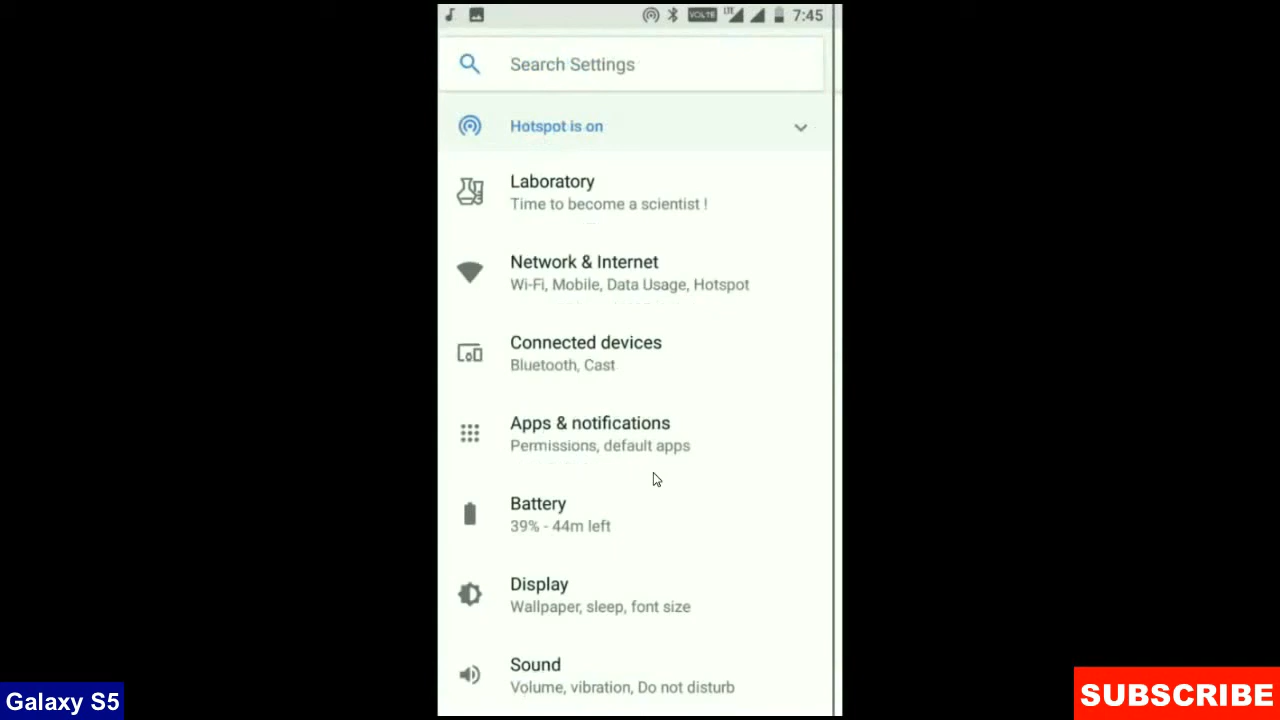 VOLTE LTE 7:45
Search Settings
Hotspot is on
Laboratory
Time to become a scientist !
Network & Internet
Wi-Fi, Mobile, Data Usage, Hotspot
Connected devices
Bluetooth, Cast
Apps & notifications
Permissions, default apps
Battery
39% - 44m left
Display
Wallpaper, sleep, font size
Sound
Volume, vibration, Do not disturb
Galaxy S5
SUBSCRIBE